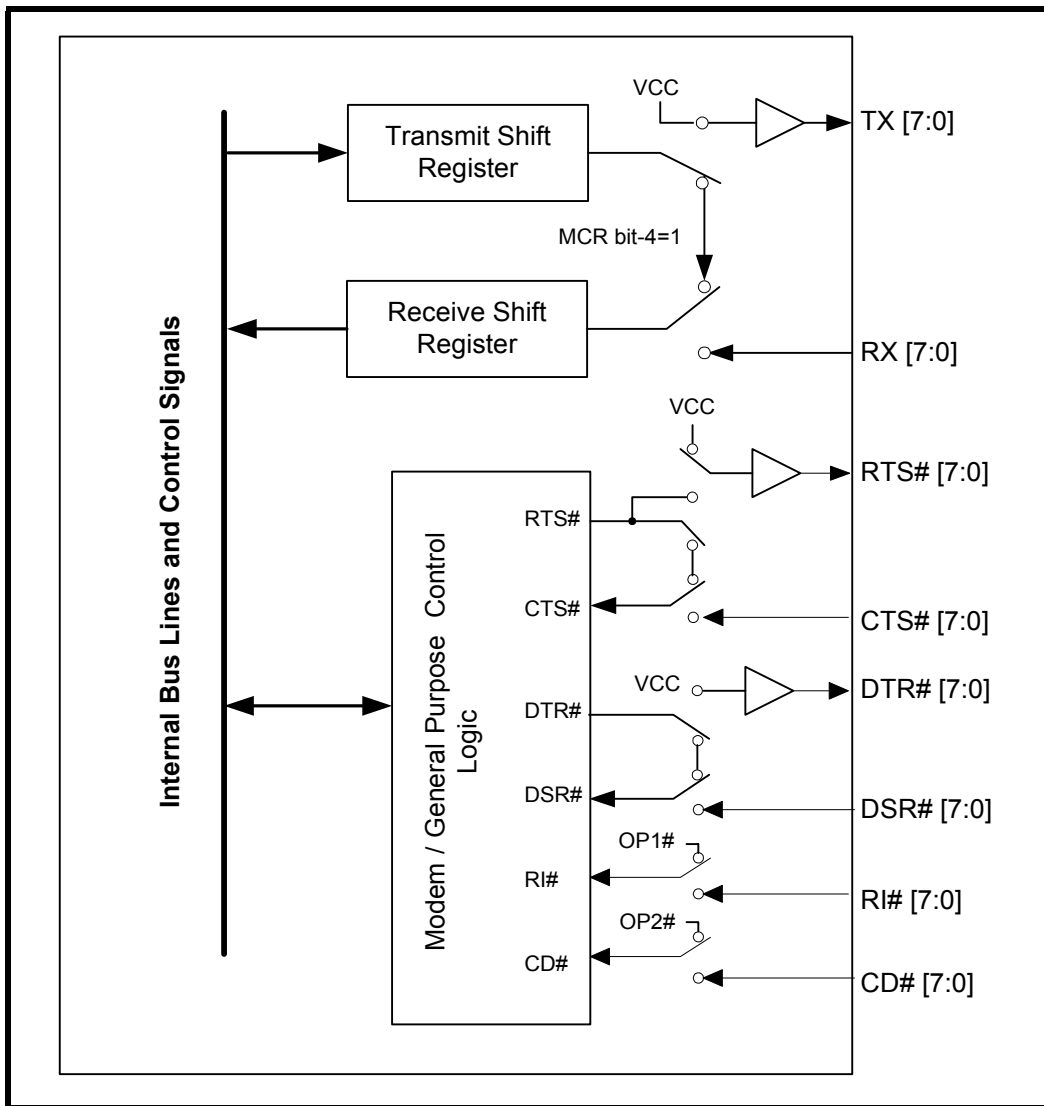 VCC
TX [7:0]
Transmit Shift
Register
MCR bit-4=1
Receive Shift
Register
RX [7:0]
Internal Bus Lines and Control Signals
VCC
RTS# [7:0]
RTS#
CTS#
CTS# [7:0]
Modem / General Purpose Control
Logic
VCC
DTR# [7:0]
DTR#
DSR#
DSR# [7:0]
OP1#
RI#
RI# [7:0]
OP2#
CD#
CD# [7:0]